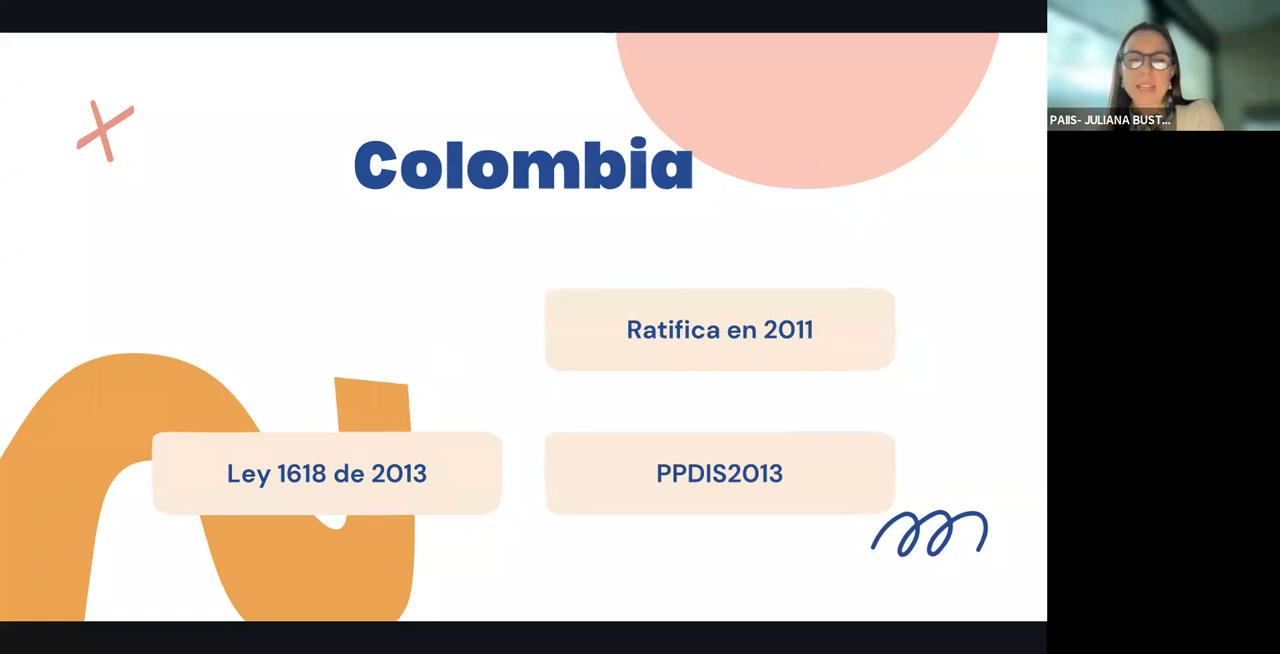 Colombia
Ratifica en 2011
Ley 1618 de 2013
PPDIS2013
PAIIS- JULIANA BUST...